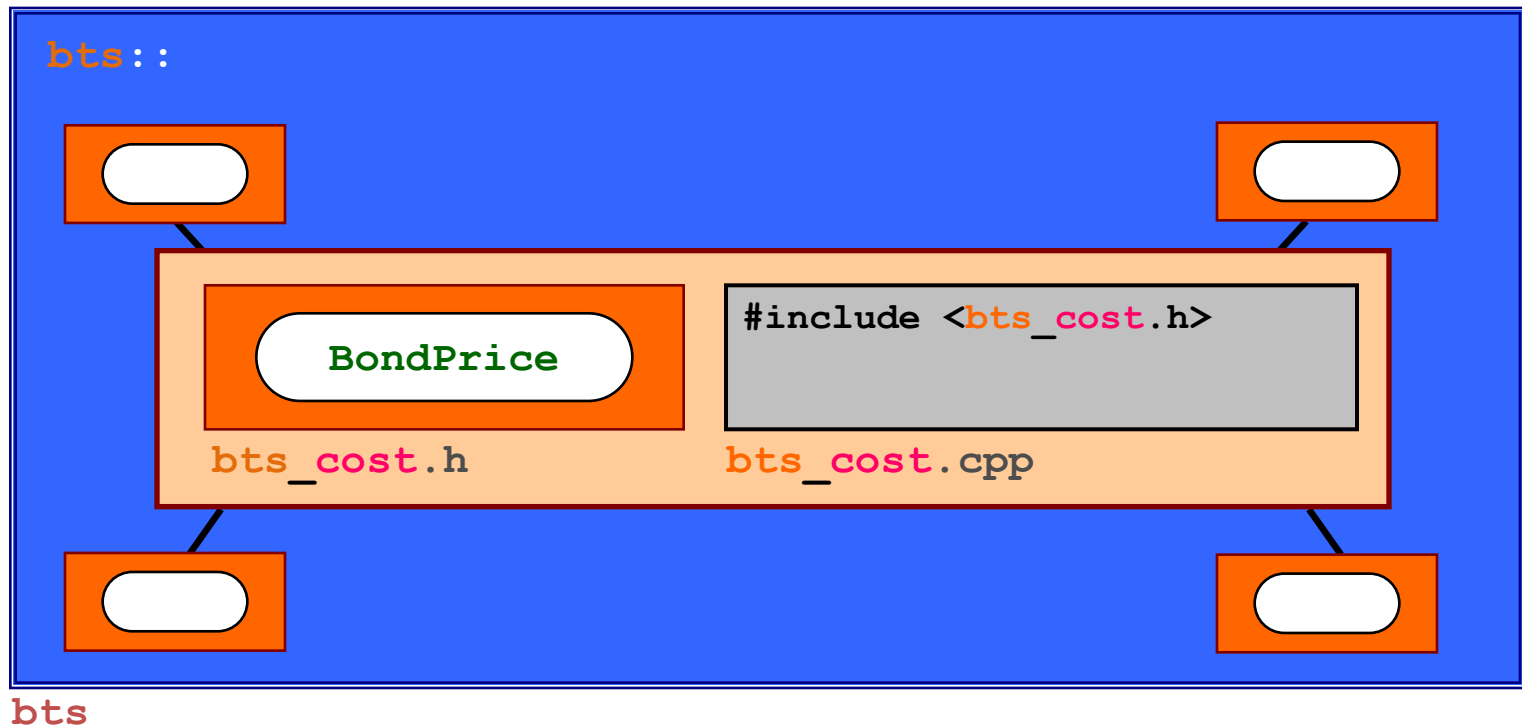 bts::
#include <bts_cost.h>
BondPrice
bts_cost.h
bts_cost.cpp
bts